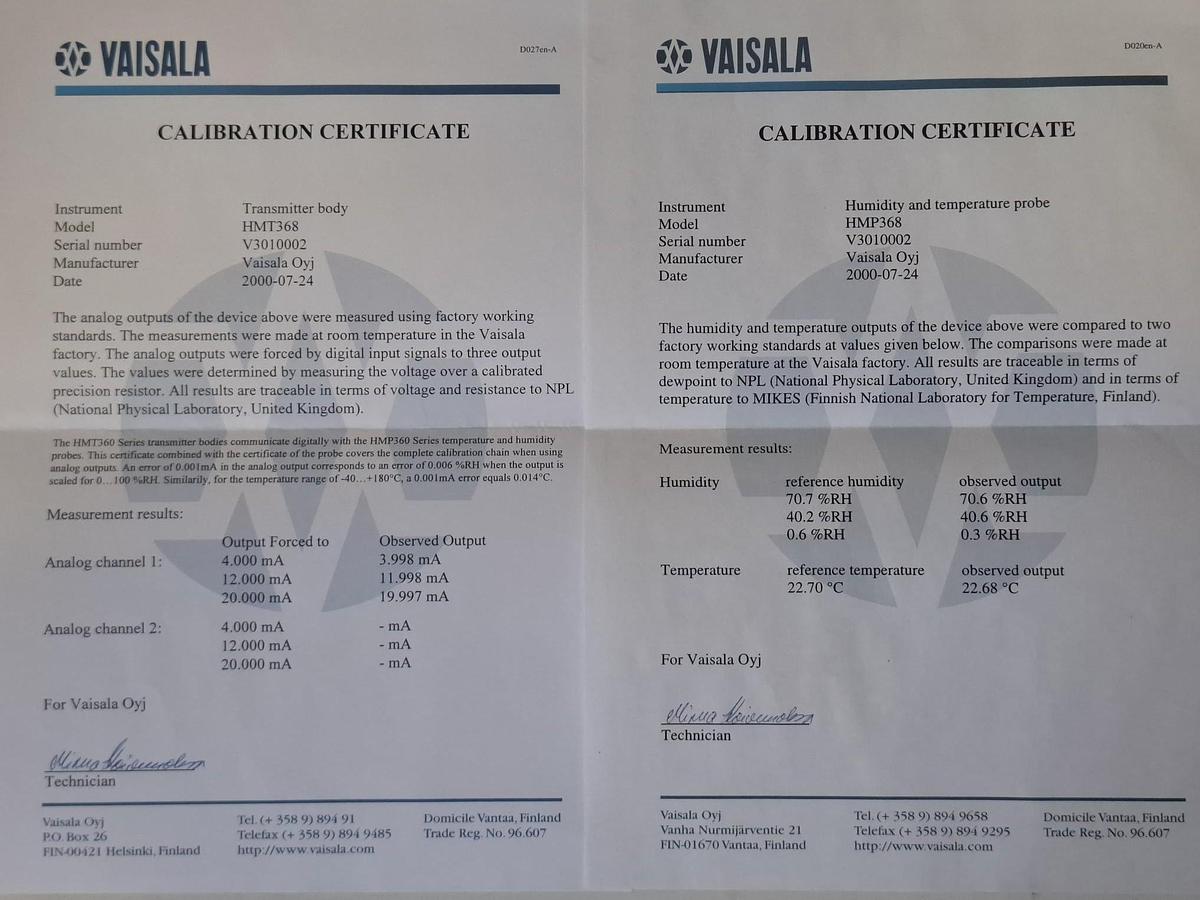 VAISALA
D027en-A
CALIBRATION CERTIFICATE
Instrument Transmitter body
Model HMT368
Serial number V3010002
Manufacturer Vaisala Oyj
Date 2000-07-24
The analog outputs of the device above were measured using factory working
standards. The measurements were made at room temperature in the Vaisala
factory. The analog outputs were forced by digital input signals to three output
values. The values were determined by measuring the voltage over a calibrated
precision resistor. All results are traceable in terms of voltage and resistance to NPL
(National Physical Laboratory, United Kingdom).
The HMT360 Series transmitter bodies communicate digitally with the HMP360 Series temperature and humidity
probes. This certificate combined with the certificate of the probe covers the complete calibration chain when using
analog outputs. An error of 0.001mA in the analog output corresponds to an error of 0.006 %RH when the output is
scaled for 0...100 %RH. Similarily, for the temperature range of -40...+180°C, a 0.001mA error equals 0.014°C.
Measurement results:
Output Forced to Observed Output
Analog channel 1: 4.000 mA 3.998 mA
12.000 mA 11.998 mA
20.000 mA 19.997 mA
Analog channel 2: 4.000 mA - mA
12.000 mA - mA
20.000 mA - mA
For Vaisala Oyj
Technician
Vaisala Oyj Tel. (+ 358 9) 894 91 Domicile Vantaa, Finland
P.O. Box 26 Telefax (+ 358 9) 894 9485 Trade Reg. No. 96.607
FIN-00421 Helsinki, Finland http://www.vaisala.com
VAISALA
D020en-A
CALIBRATION CERTIFICATE
Instrument Humidity and temperature probe
Model HMP368
Serial number V3010002
Manufacturer Vaisala Oyj
Date 2000-07-24
The humidity and temperature outputs of the device above were compared to two
factory working standards at values given below. The comparisons were made at
room temperature at the Vaisala factory. All results are traceable in terms of
dewpoint to NPL (National Physical Laboratory, United Kingdom) and in terms of
temperature to MIKES (Finnish National Laboratory for Temperature, Finland).
Measurement results:
Humidity reference humidity observed output
70.7 %RH 70.6 %RH
40.2 %RH 40.6 %RH
0.6 %RH 0.3 %RH
Temperature reference temperature observed output
22.70 °C 22.68 °C
For Vaisala Oyj
Technician
Vaisala Oyj Tel. (+ 358 9) 894 9658 Domicile Vantaa, Finland
Vanha Nurmijärventie 21 Telefax (+ 358 9) 894 9295 Trade Reg. No. 96.607
FIN-01670 Vantaa, Finland http://www.vaisala.com